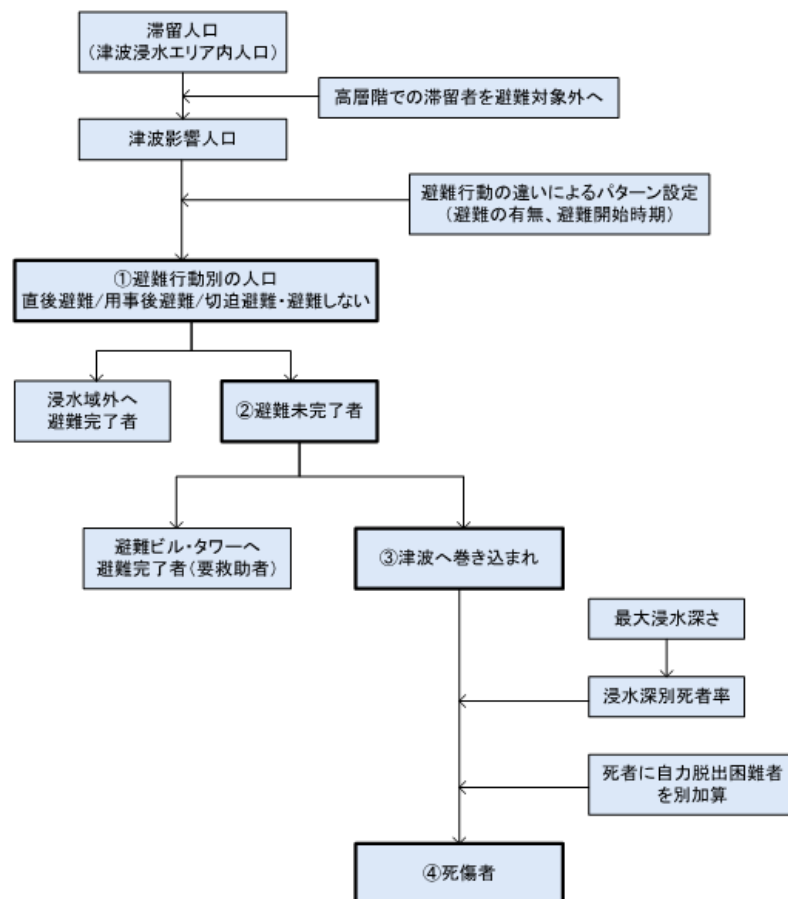 滞留人口
（津波浸水エリア内人口）
高層階での滞留者を避難対象外へ
津波影響人口
避難行動の違いによるパターン設定
（避難の有無、避難開始時期）
①避難行動別の人口
直後避難/用事後避難/切迫避難・避難しない
浸水域外へ
避難完了者
②避難未完了者
避難ビル・タワーへ
避難完了者（要救助者）
③津波へ巻き込まれ
最大浸水深さ
浸水深別死者率
死者に自力脱出困難者
を別加算
④死傷者